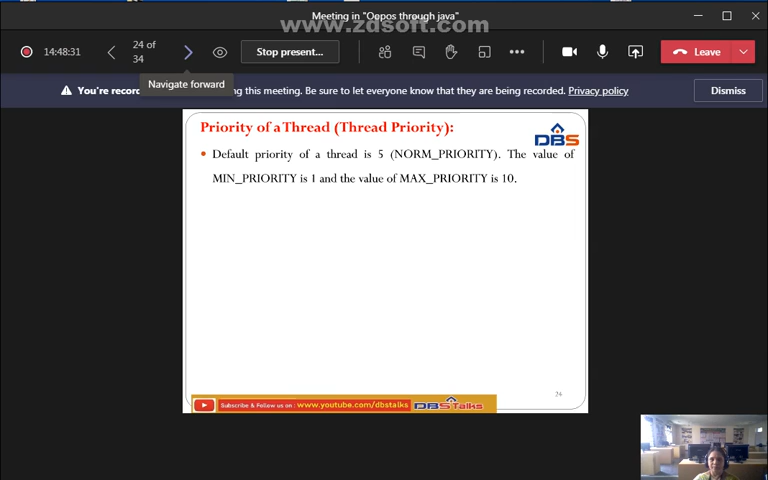 Meeting in "Oopos through java"
www.zdsoft.com
14:48:31
24 of
34
Stop present...
Leave
Navigate forward
You're recor
ng this meeting. Be sure to let everyone know that they are being recorded. Privacy policy
Dismiss
Priority of a Thread (Thread Priority):
DBS
• Default priority of a thread is 5 (NORM_PRIORITY). The value of
MIN_PRIORITY is 1 and the value of MAX_PRIORITY is 10.
24
Subscribe & Follow us on : www.youtube.com/dbstalks DBSTalks